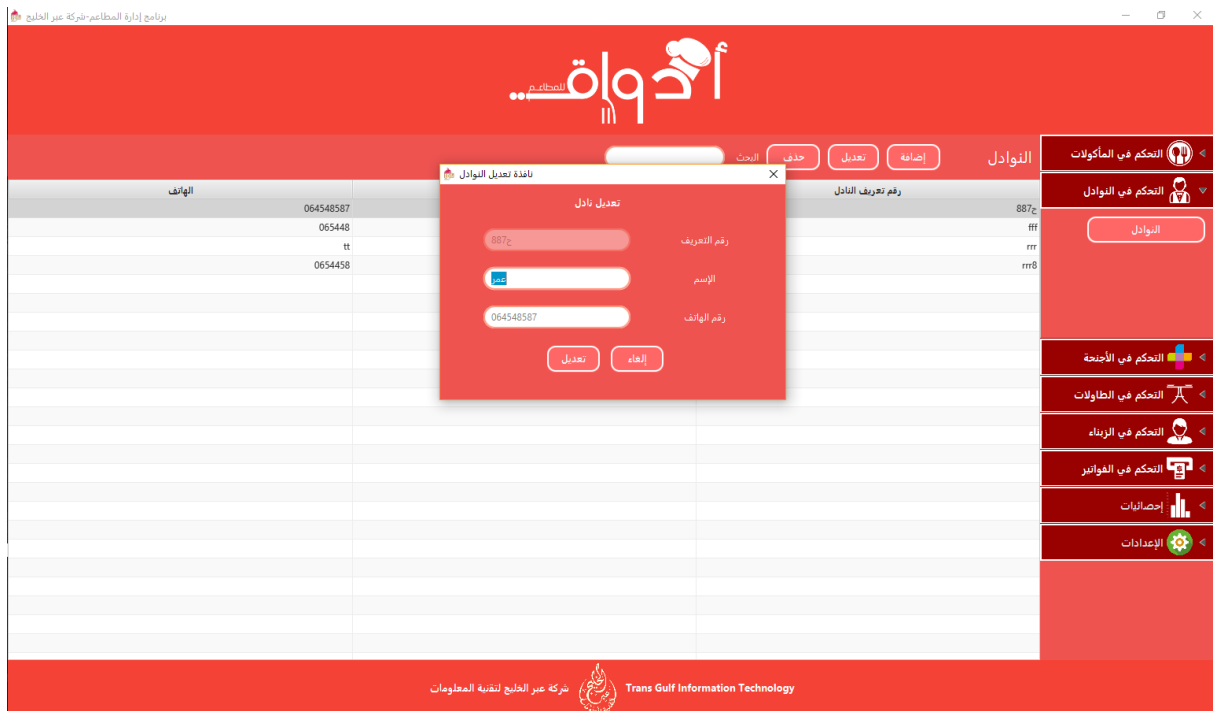 برنامج إدارة المطاعم-شركة عبر الخليج
أذواق
للمطاعم
التحكم في المأكولات
التحكم في النوادل
النوادل
التحكم في الأجنحة
التحكم في الطاولات
التحكم في الزبناء
التحكم في الفواتير
إحصائيات
الإعدادات
النوادل
إضافة
تعديل
حذف
البحث
رقم تعريف النادل
الهاتف
ج887
064548587
fff
065448
rrr
tt
rrr8
0654458
نافذة تعديل النوادل
تعديل نادل
رقم التعريف
ج887
الإسم
عمر
رقم الهاتف
064548587
إلغاء
تعديل
شركة عبر الخليج لتقنية المعلومات
Trans Gulf Information Technology